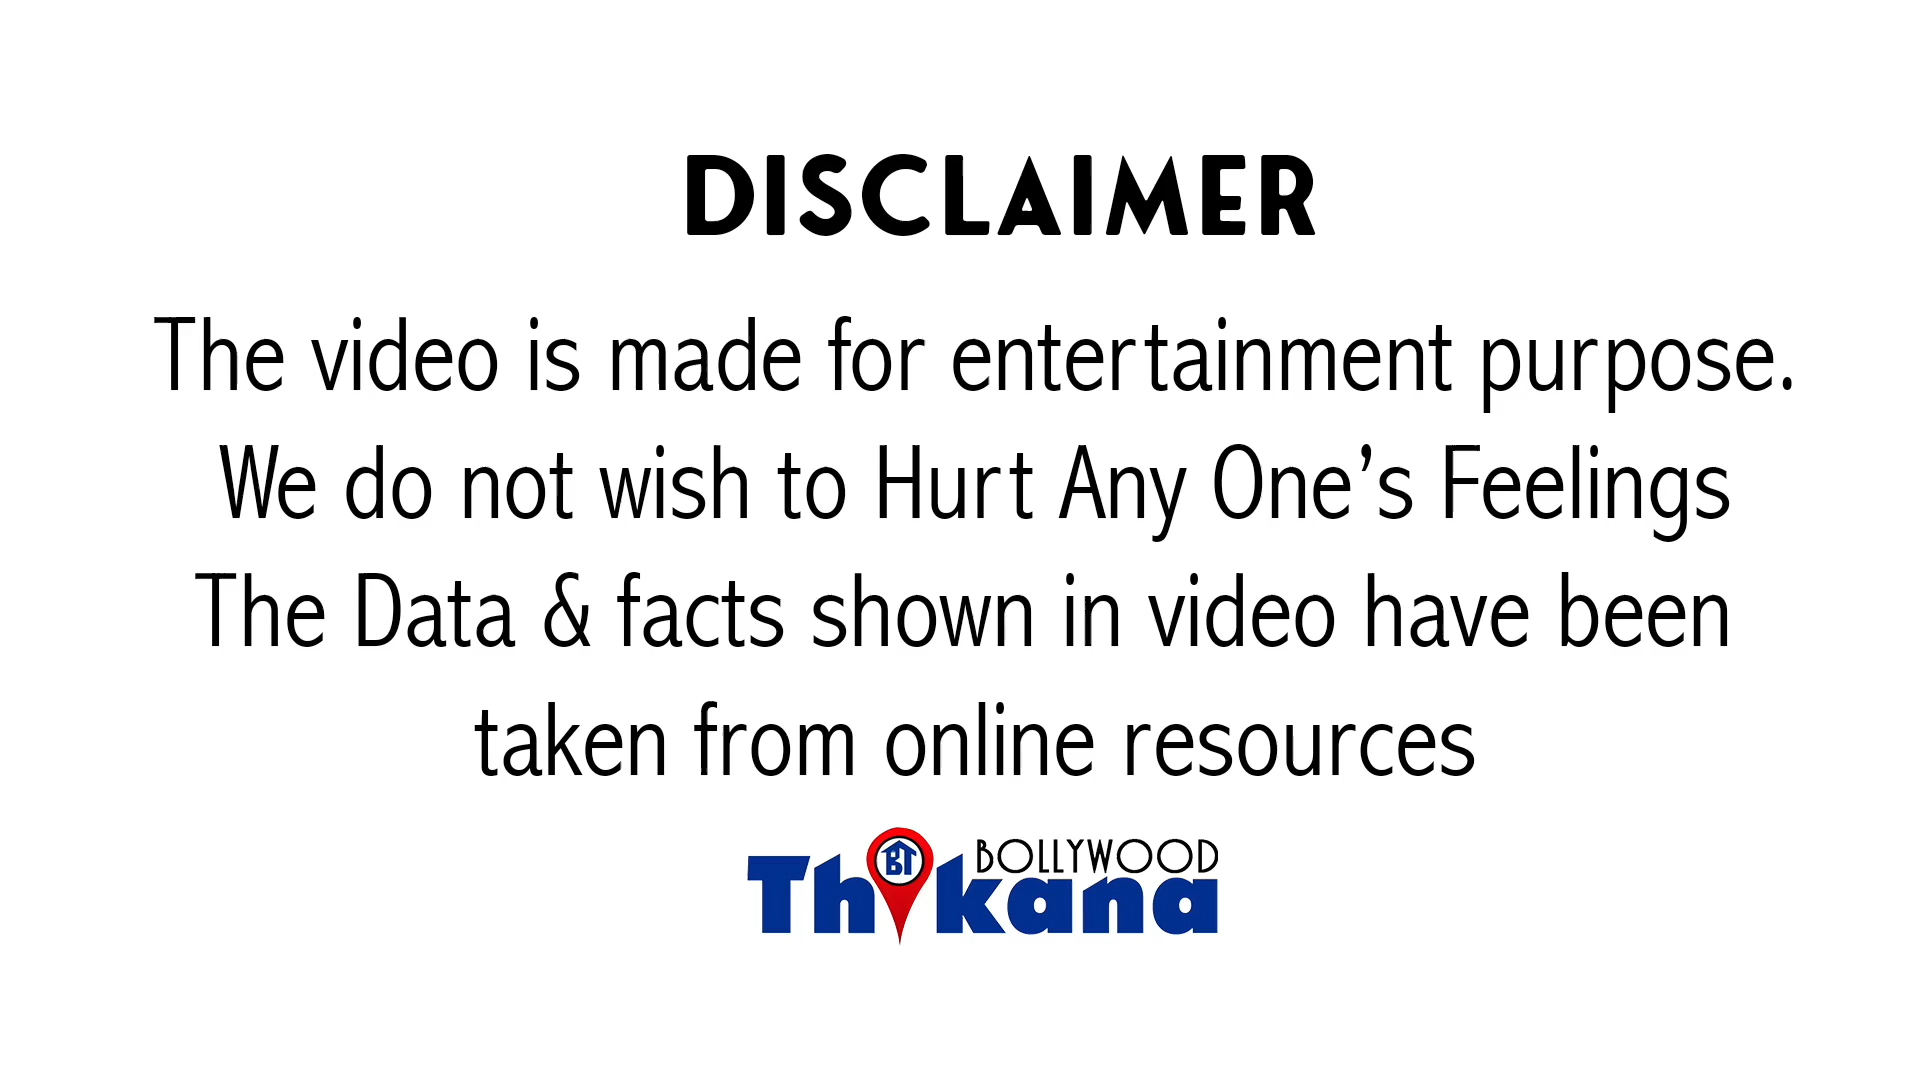 DISCLAIMER
The video is made for entertainment purpose.
We do not wish to Hurt Any One’s Feelings
The Data & facts shown in video have been
taken from online resources
BT
BOLLYWOOD
Thikana